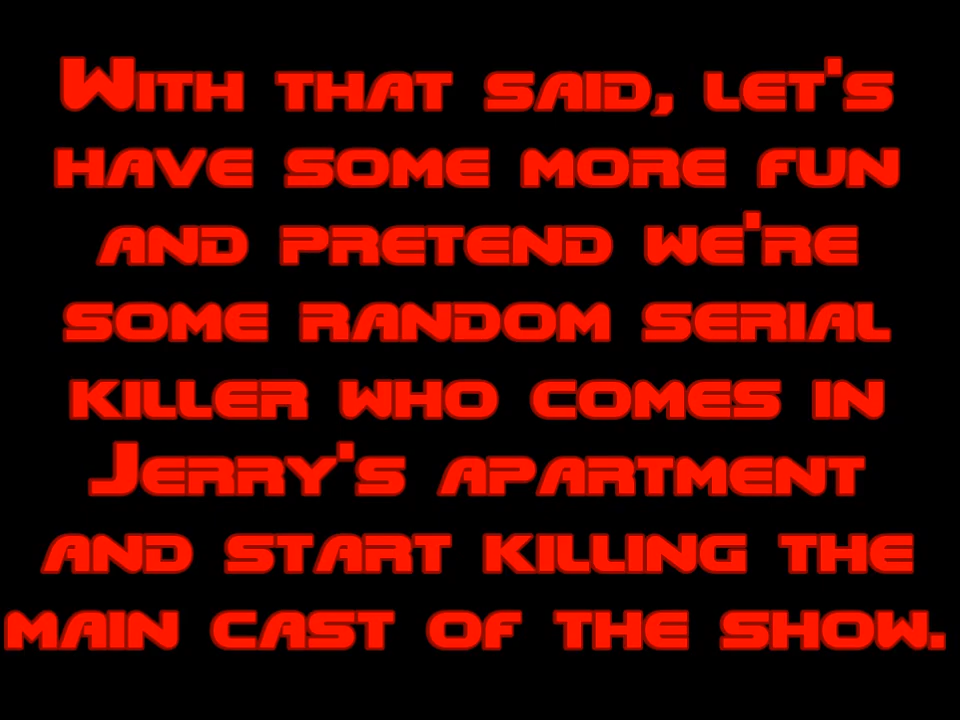 With that said, let's
have some more fun
and pretend we're
some random serial
killer who comes in
Jerry's apartment
and start killing the
main cast of the show.